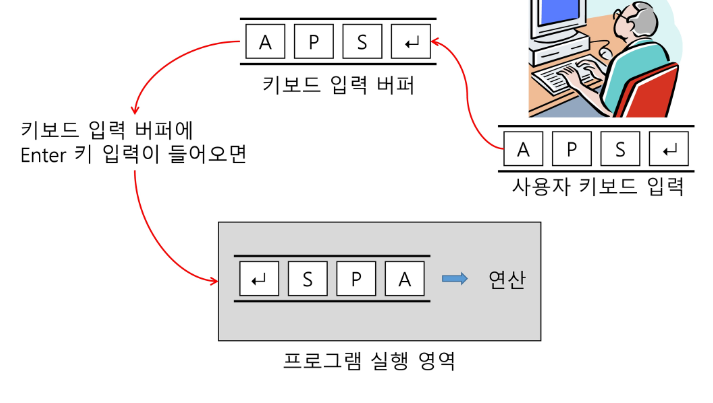 A P S ↵
키보드 입력 버퍼
키보드 입력 버퍼에
Enter 키 입력이 들어오면
A P S ↵
사용자 키보드 입력
↵ S P A
연산
프로그램 실행 영역